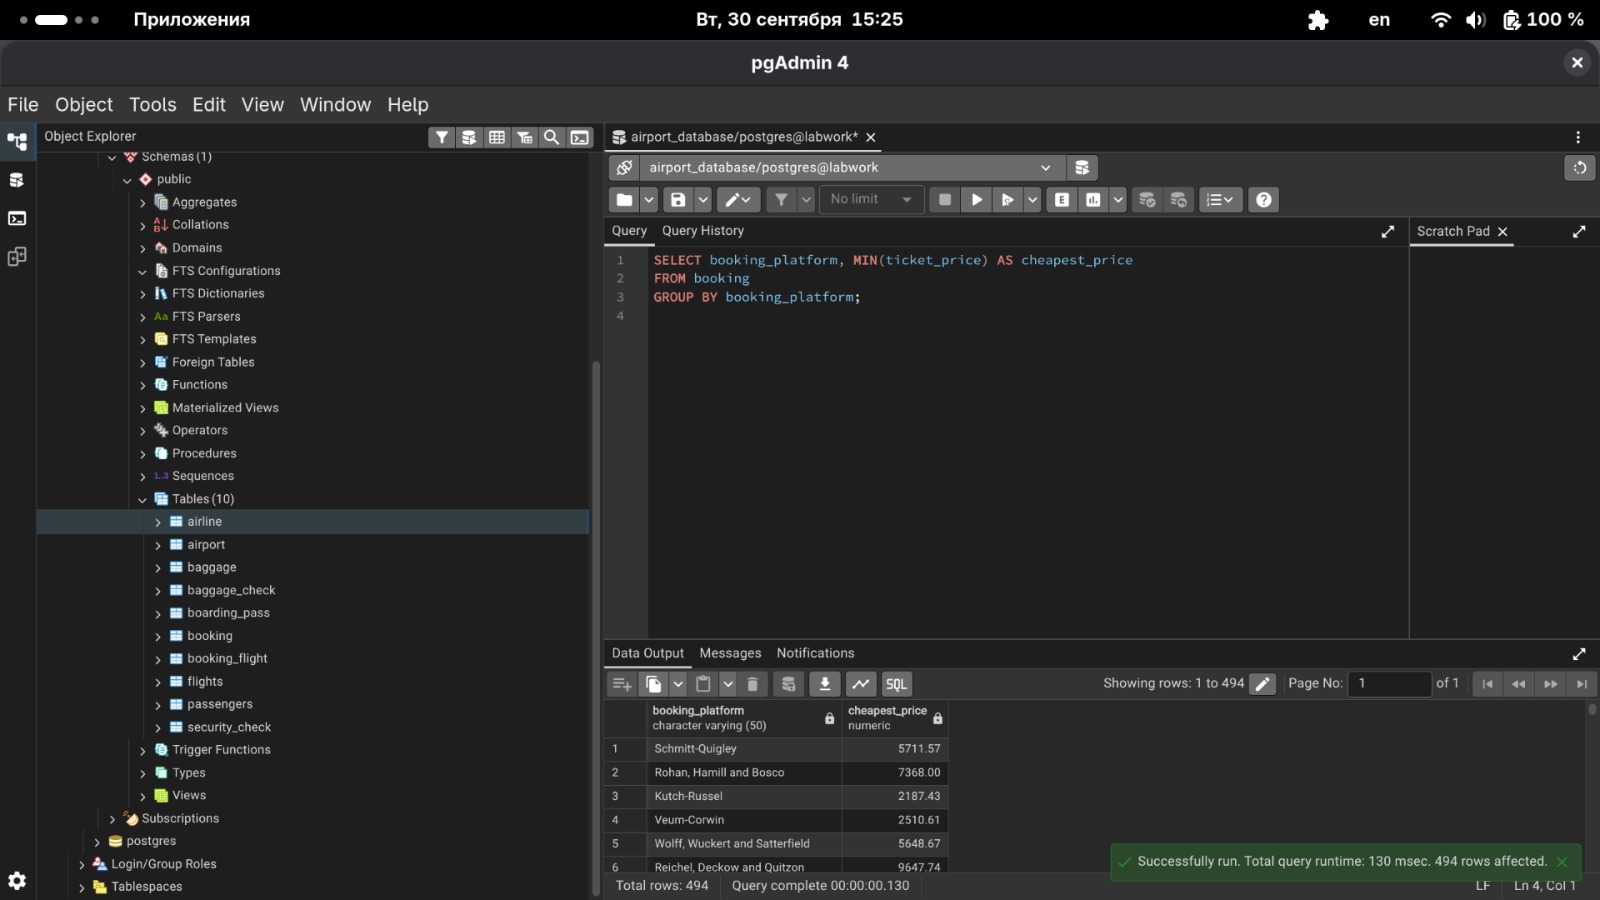 Приложения
Вт, 30 сентября 15:25
en
100 %
pgAdmin 4
File Object Tools Edit View Window Help
Object Explorer
Schemas (1)
public
Aggregates
Collations
Domains
FTS Configurations
FTS Dictionaries
Aa FTS Parsers
FTS Templates
Foreign Tables
Functions
Materialized Views
Operators
Procedures
1..3 Sequences
Tables (10)
airline
airport
baggage
baggage_check
boarding_pass
booking
booking_flight
flights
passengers
security_check
Trigger Functions
Types
Views
Subscriptions
postgres
Login/Group Roles
Tablespaces
airport_database/postgres@labwork*
airport_database/postgres@labwork
No limit
E
Query Query History
Scratch Pad
1 SELECT booking_platform, MIN(ticket_price) AS cheapest_price
2 FROM booking
3 GROUP BY booking_platform;
4
Data Output Messages Notifications
SQL
Showing rows: 1 to 494
Page No: 1 of 1
booking_platform
character varying (50)
cheapest_price
numeric
1 Schmitt-Quigley 5711.57
2 Rohan, Hamill and Bosco 7368.00
3 Kutch-Russel 2187.43
4 Veum-Corwin 2510.61
5 Wolff, Wuckert and Satterfield 5648.67
6 Reichel, Deckow and Quitzon 9647.74
Successfully run. Total query runtime: 130 msec. 494 rows affected.
Total rows: 494 Query complete 00:00:00.130
LF Ln 4, Col 1